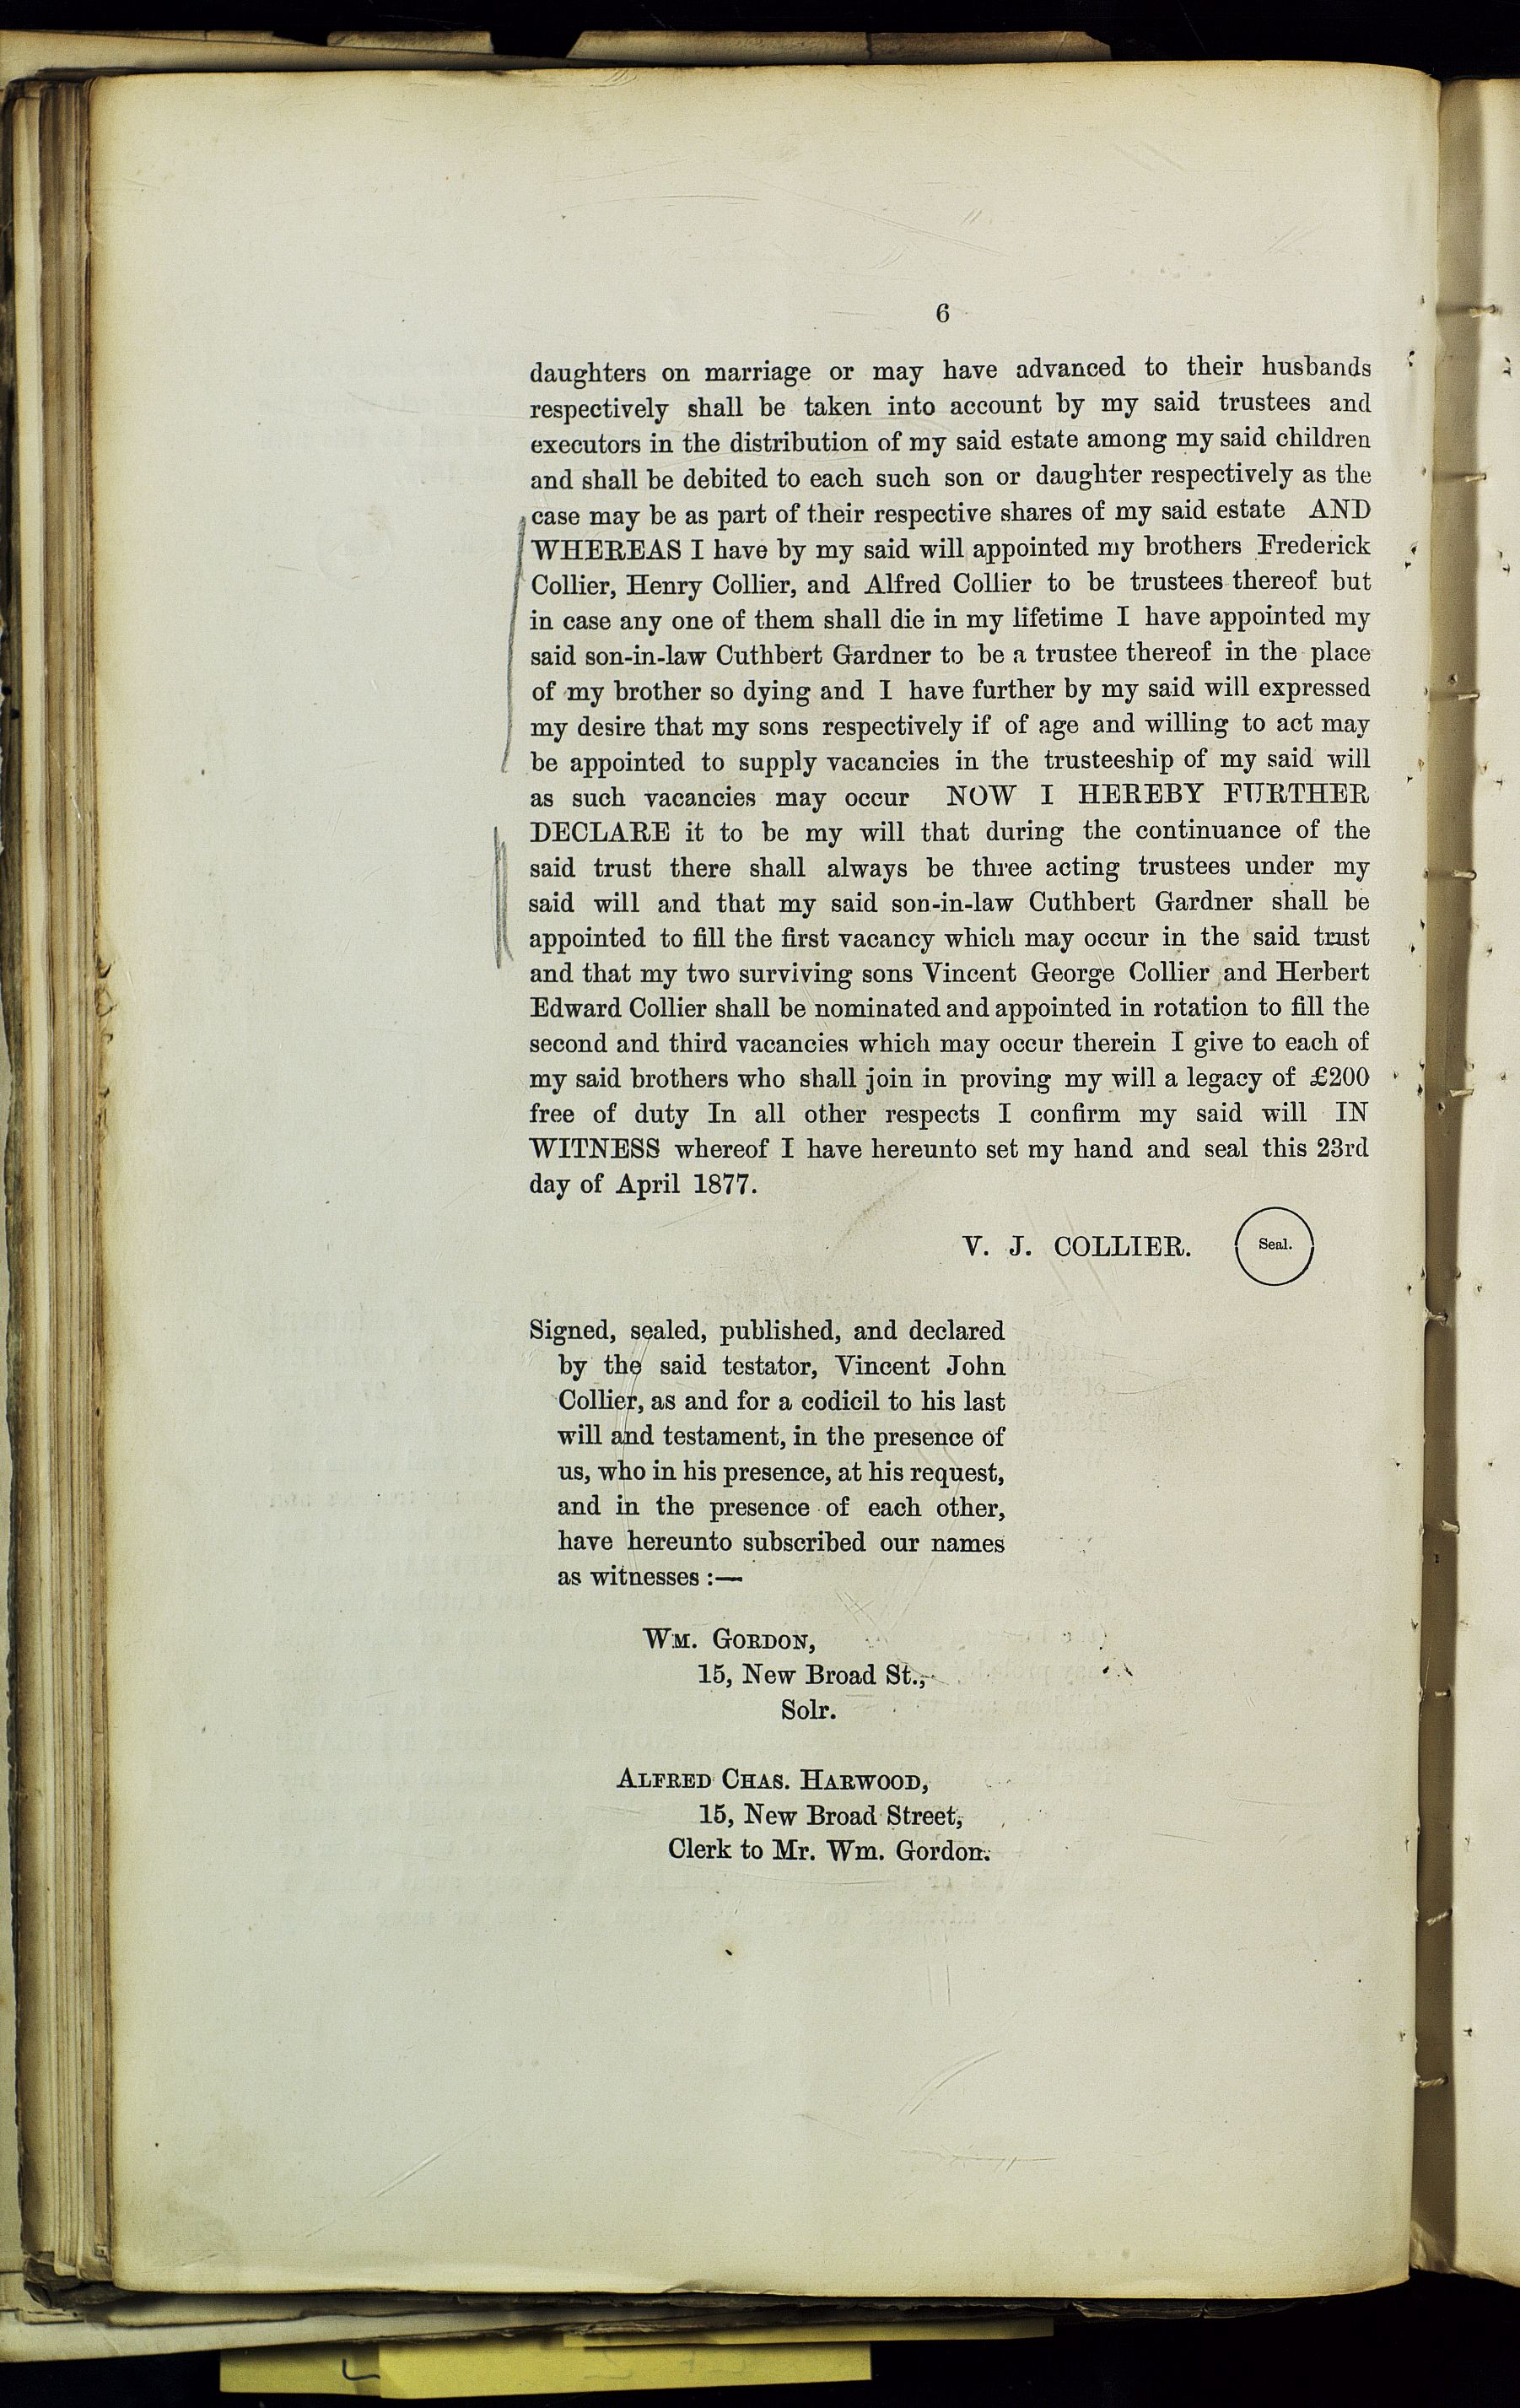 6
daughters on marriage or may have advanced to their husbands
respectively shall be taken into account by my said trustees and
executors in the distribution of my said estate among my said children
and shall be debited to each such son or daughter respectively as the
case may be as part of their respective shares of my said estate AND
WHEREAS I have by my said will appointed my brothers Frederick
Collier, Henry Collier, and Alfred Collier to be trustees thereof but
in case any one of them shall die in my lifetime I have appointed my
said son-in-law Cuthbert Gardner to be a trustee thereof in the place
of my brother so dying and I have further by my said will expressed
my desire that my sons respectively if of age and willing to act may
be appointed to supply vacancies in the trusteeship of my said will
as such vacancies may occur NOW I HEREBY FURTHER
DECLARE it to be my will that during the continuance of the
said trust there shall always be three acting trustees under my
said will and that my said son-in-law Cuthbert Gardner shall be
appointed to fill the first vacancy which may occur in the said trust
and that my two surviving sons Vincent George Collier and Herbert
Edward Collier shall be nominated and appointed in rotation to fill the
second and third vacancies which may occur therein I give to each of
my said brothers who shall join in proving my will a legacy of £200
free of duty In all other respects I confirm my said will IN
WITNESS whereof I have hereunto set my hand and seal this 23rd
day of April 1877.
V. J. COLLIER. Seal.
Signed, sealed, published, and declared
by the said testator, Vincent John
Collier, as and for a codicil to his last
will and testament, in the presence of
us, who in his presence, at his request,
and in the presence of each other,
have hereunto subscribed our names
as witnesses :—
WM. GORDON,
15, New Broad St.,
Solr.
ALFRED CHAS. HARWOOD,
15, New Broad Street,
Clerk to Mr. Wm. Gordon.